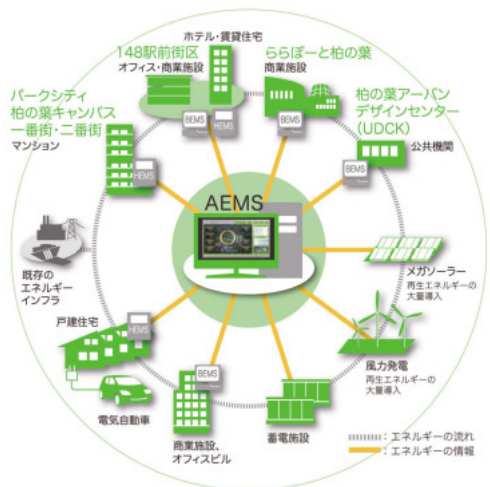 ホテル・賃貸住宅
148駅前街区
オフィス・商業施設
ららぽーと柏の葉
商業施設
パークシティ
柏の葉キャンパス
一番街・二番街
マンション
柏の葉アーバン
デザインセンター
(UDCK)
公共機関
BEMS
HEMS
BEMS
BEMS
HEMS
AEMS
既存の
エネルギー
インフラ
メガソーラー
再生エネルギーの
大量導入
戸建住宅
HEMS
風力発電
再生エネルギーの
大量導入
BEMS
電気自動車
商業施設、
オフィスビル
蓄電施設
：エネルギーの流れ
：エネルギーの情報